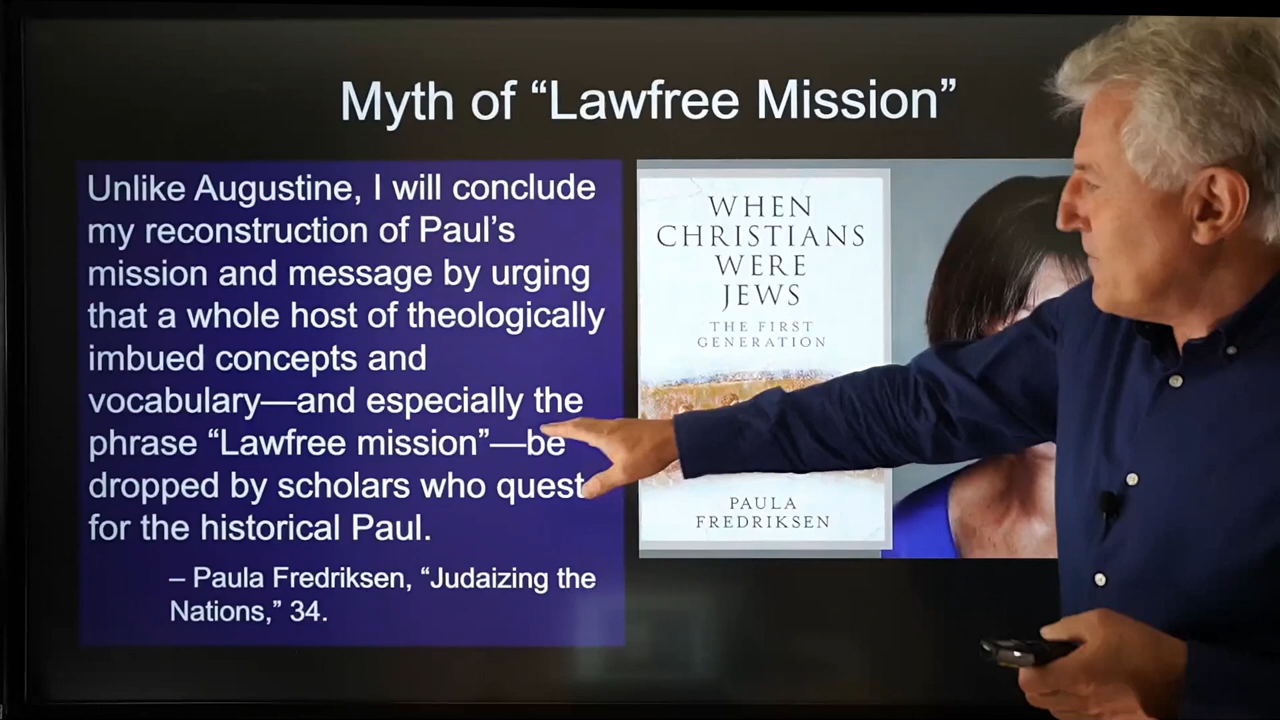 Myth of “Lawfree Mission”
Unlike Augustine, I will conclude
my reconstruction of Paul’s
mission and message by urging
that a whole host of theologically
imbued concepts and
vocabulary—and especially the
phrase “Lawfree mission”—be
dropped by scholars who quest
for the historical Paul.
– Paula Fredriksen, “Judaizing the
Nations,” 34.
WHEN
CHRISTIANS
WERE
JEWS
THE FIRST
GENERATION
PAULA
FREDRIKSEN